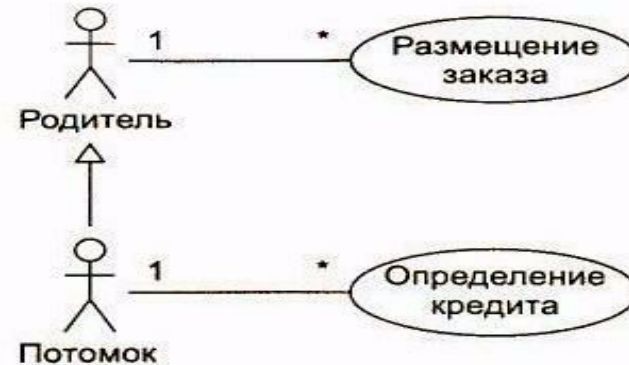 1 * Размещение
заказа
Родитель
1 * Определение
кредита
Потомок